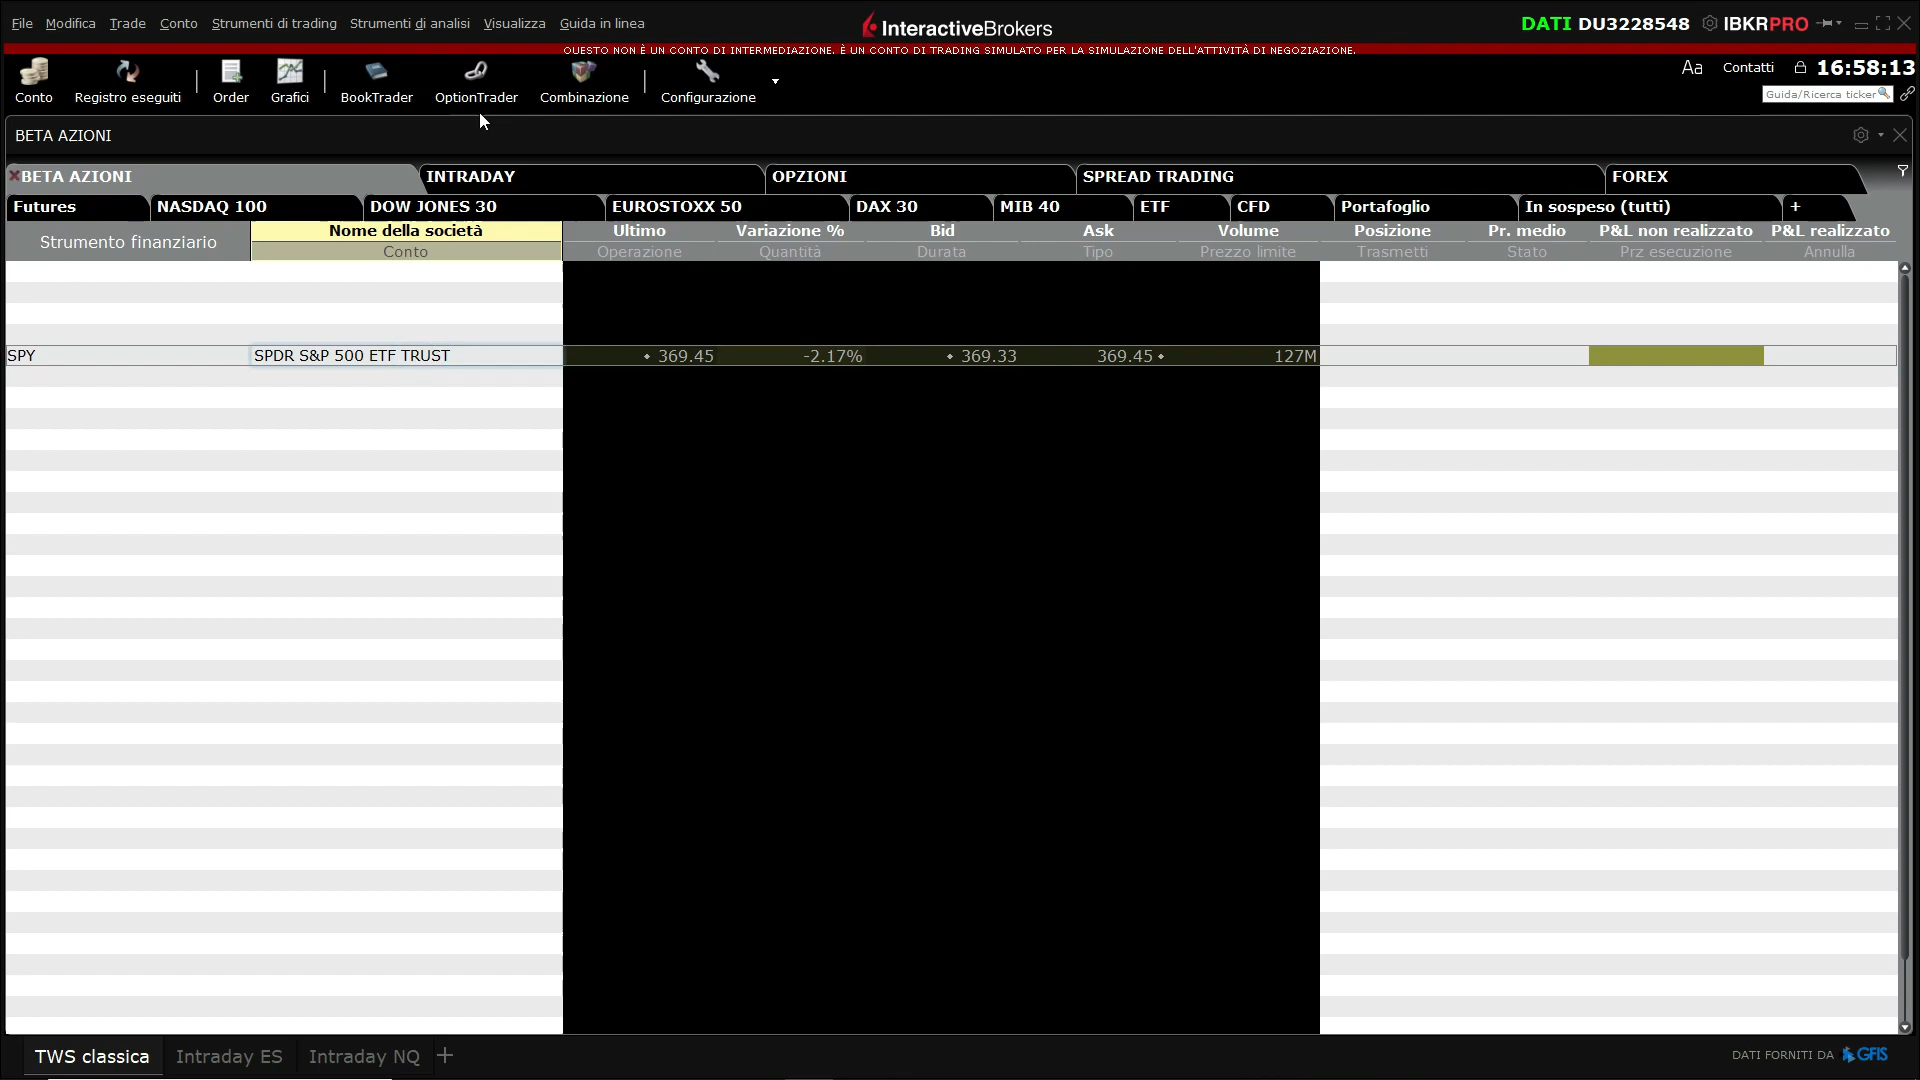 File Modifica Trade Conto Strumenti di trading Strumenti di analisi Visualizza Guida in linea
InteractiveBrokers
DATI DU3228548 IBKRPRO
QUESTO NON È UN CONTO DI INTERMEDIAZIONE. È UN CONTO DI TRADING SIMULATO PER LA SIMULAZIONE DELL'ATTIVITÀ DI NEGOZIAZIONE.
Conto Registro eseguiti Order Grafici BookTrader OptionTrader Combinazione Configurazione
Aa Contatti 16:58:13
Guida/Ricerca ticker
BETA AZIONI
BETA AZIONI INTRADAY OPZIONI SPREAD TRADING FOREX
Futures NASDAQ 100 DOW JONES 30 EUROSTOXX 50 DAX 30 MIB 40 ETF CFD Portafoglio In sospeso (tutti) +
Strumento finanziario
Nome della società Ultimo Variazione % Bid Ask Volume Posizione Pr. medio P&L non realizzato P&L realizzato
Conto Operazione Quantità Durata Tipo Prezzo limite Trasmetti Stato Prz esecuzione Annulla
SPY SPDR S&P 500 ETF TRUST • 369.45 -2.17% • 369.33 369.45 • 127M
TWS classica Intraday ES Intraday NQ +
DATI FORNITI DA GFIS